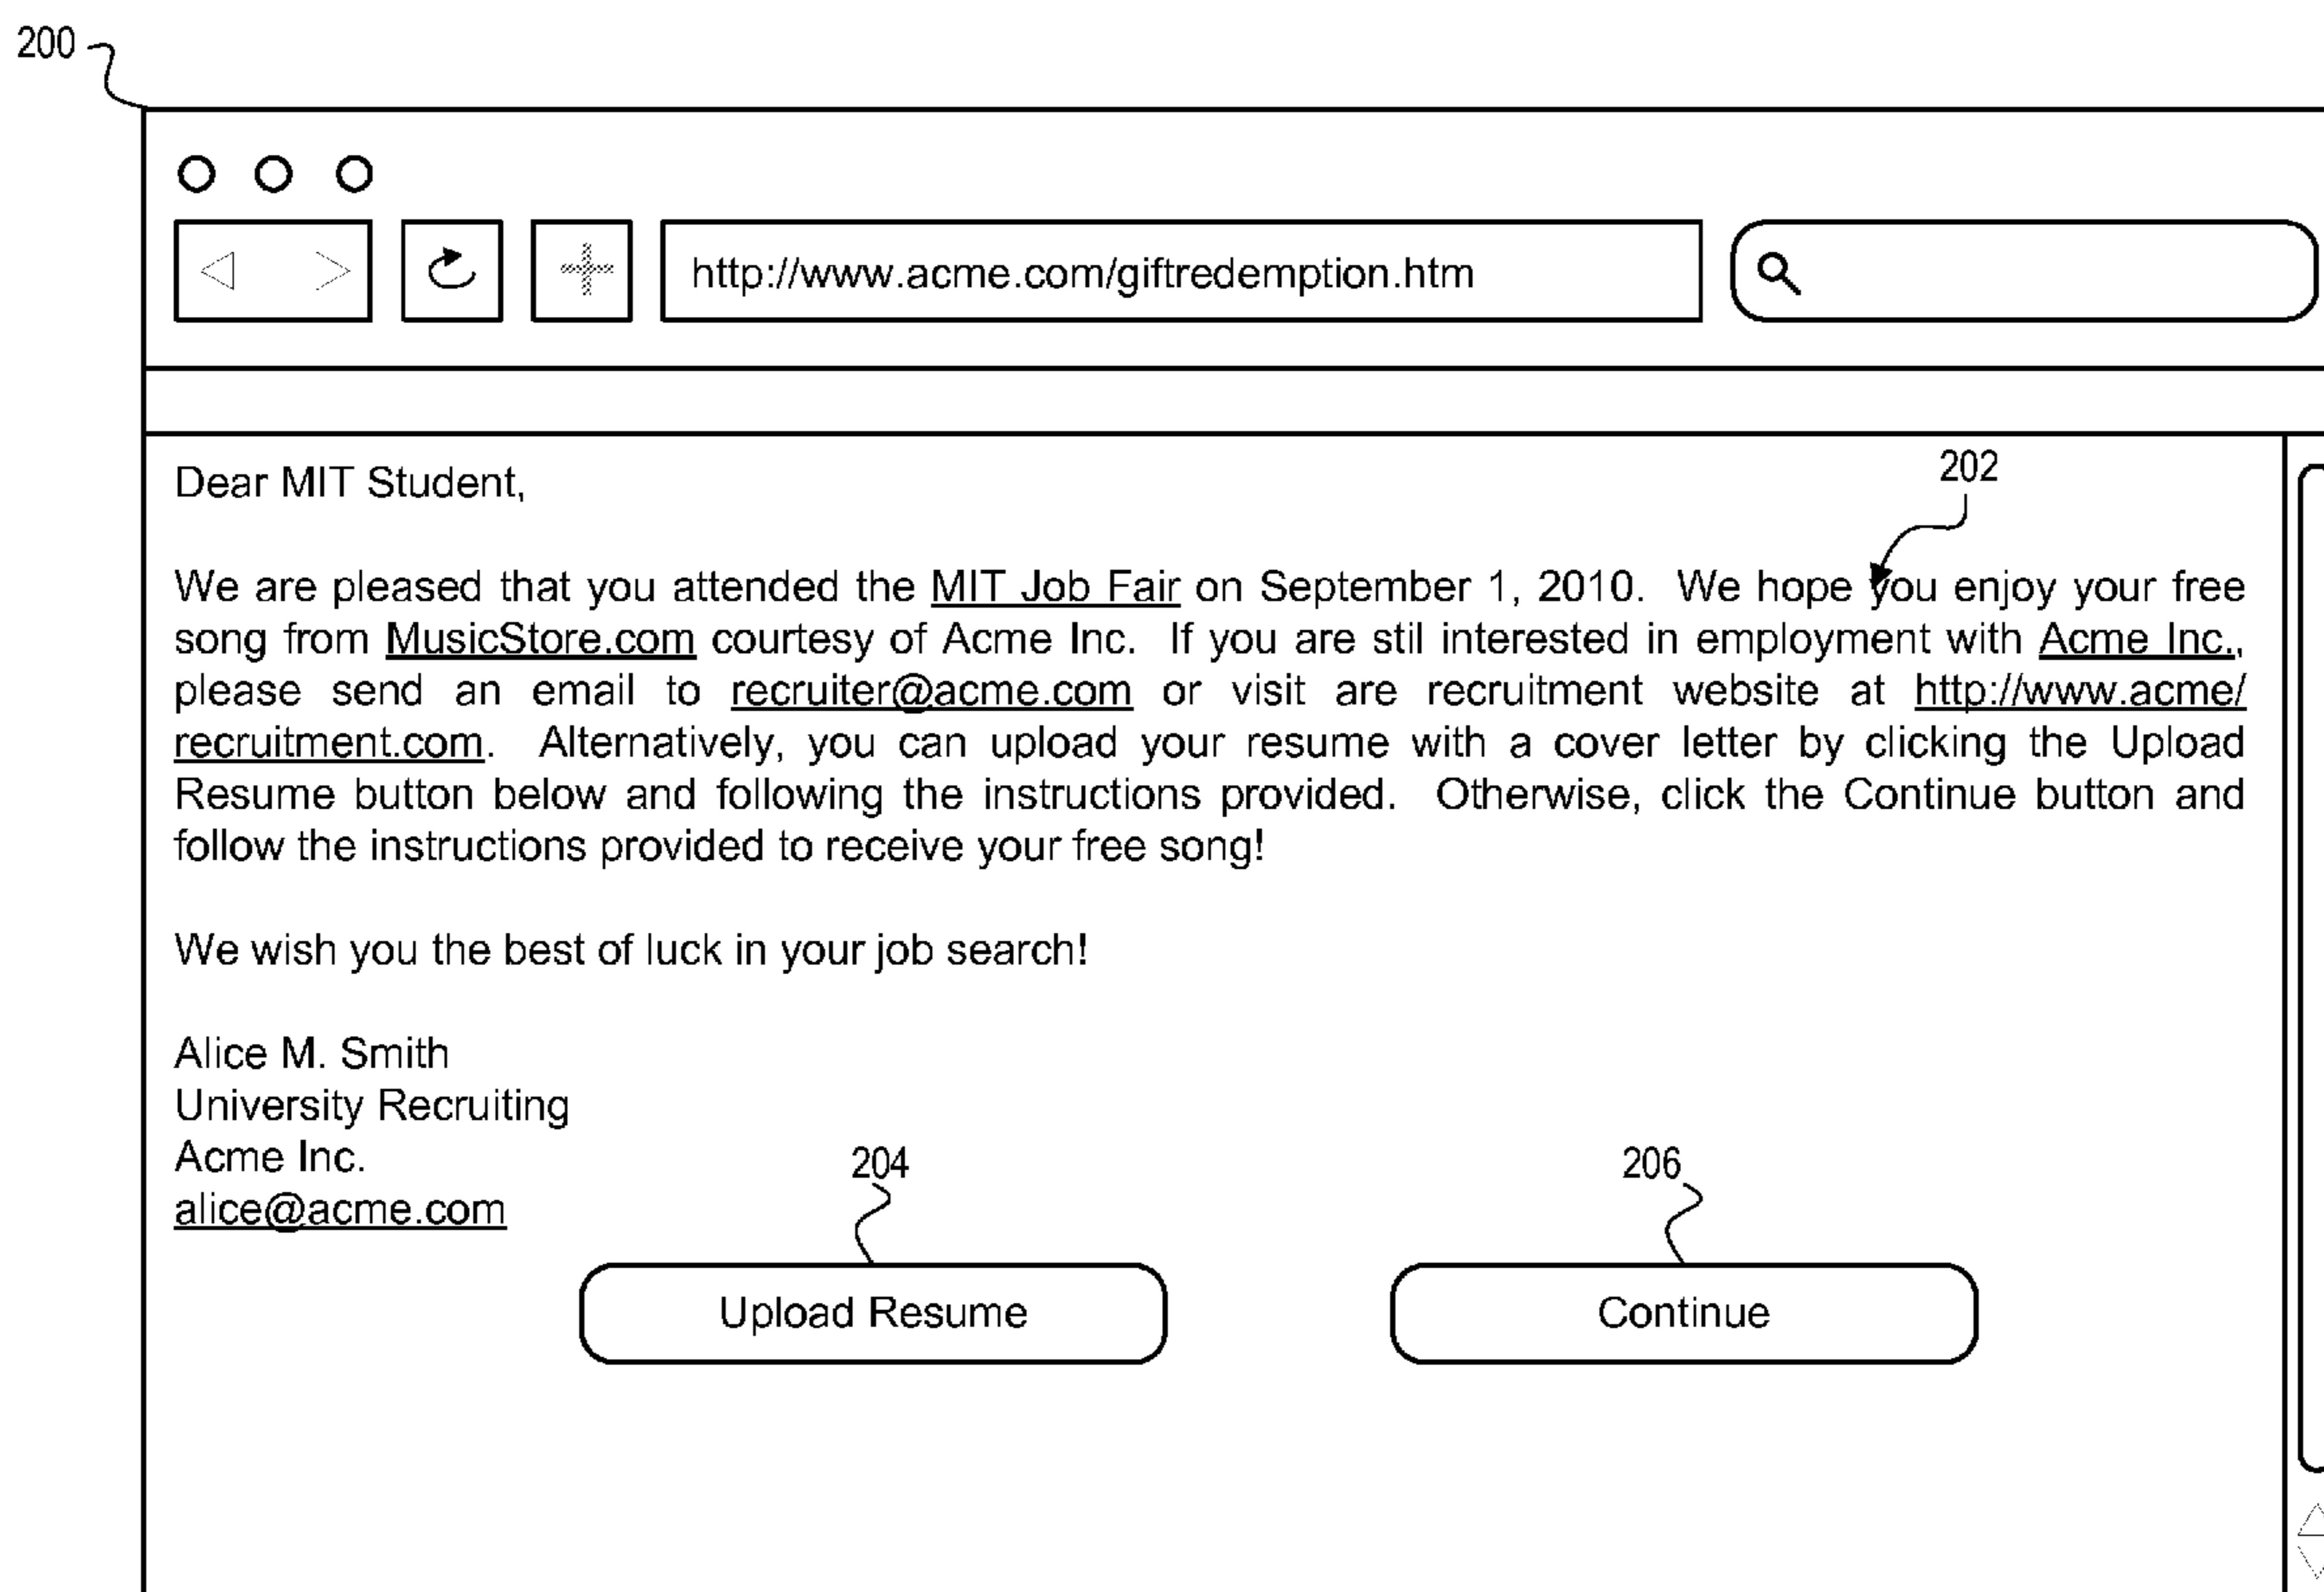 200
http://www.acme.com/giftredemption.htm
Dear MIT Student,
202
We are pleased that you attended the MIT Job Fair on September 1, 2010. We hope you enjoy your free
song from MusicStore.com courtesy of Acme Inc. If you are stil interested in employment with Acme Inc.,
please send an email to recruiter@acme.com or visit are recruitment website at http://www.acme/
recruitment.com. Alternatively, you can upload your resume with a cover letter by clicking the Upload
Resume button below and following the instructions provided. Otherwise, click the Continue button and
follow the instructions provided to receive your free song!
We wish you the best of luck in your job search!
Alice M. Smith
University Recruiting
Acme Inc.
alice@acme.com
204
206
Upload Resume
Continue